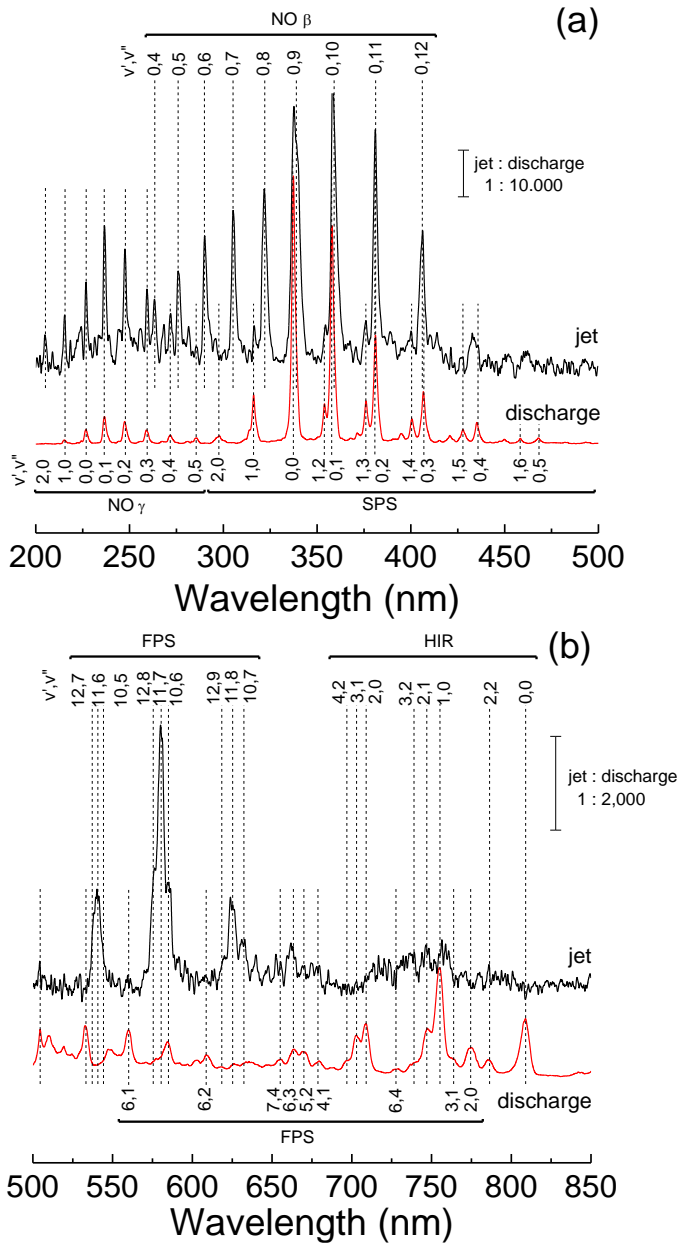 (a)
NO β
v',v'' 0,4 0,5 0,6 0,7 0,8 0,9 0,10 0,11 0,12
jet : discharge
1 : 10.000
jet
discharge
v',v'' 2,0 1,0 0,0 0,1 0,2 0,3 0,4 0,5 2,0 1,0 0,0 1,2 0,1 1,3 0,2 1,4 0,3 1,5 0,4 1,6 0,5
NO γ SPS
200 250 300 350 400 450 500
Wavelength (nm)
(b)
FPS HIR
v',v'' 12,7 11,6 10,5 12,8 11,7 10,6 12,9 11,8 10,7 4,2 3,1 2,0 3,2 2,1 1,0 2,2 0,0
jet : discharge
1 : 2,000
jet
discharge
6,1 6,2 7,4 6,3 5,2 4,1 6,4 3,1 2,0
FPS
500 550 600 650 700 750 800 850
Wavelength (nm)